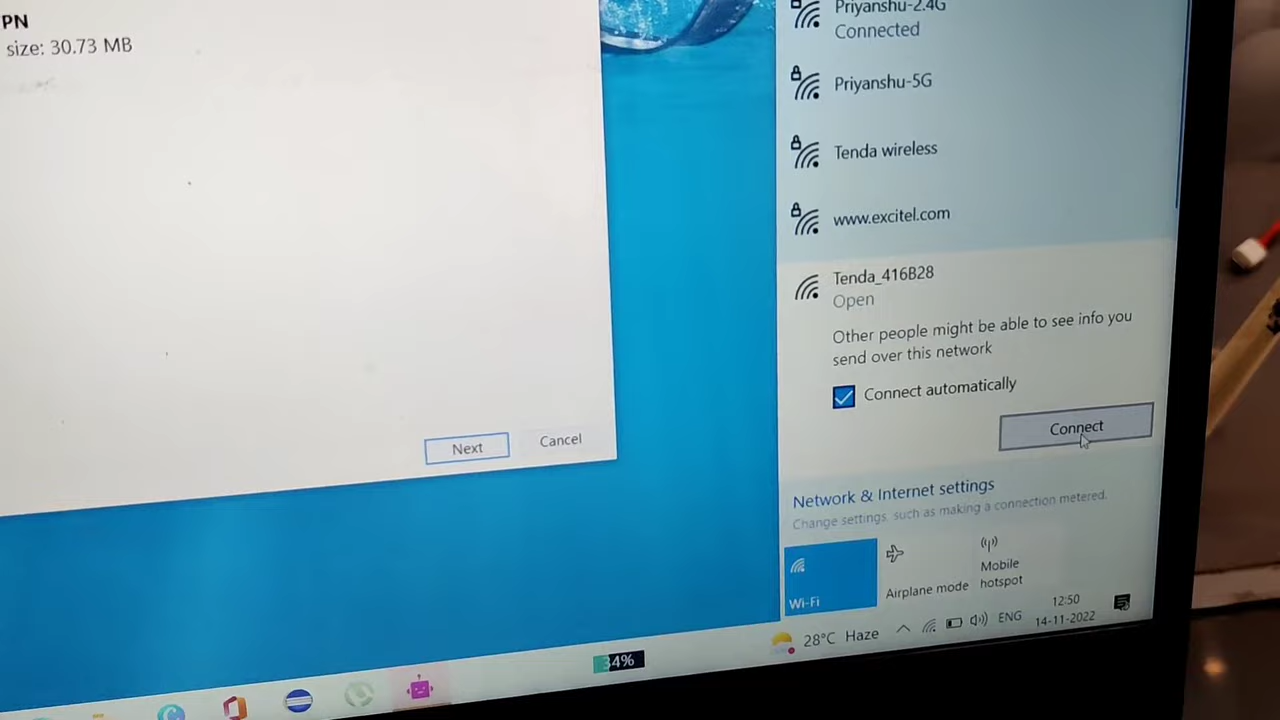 PN
size: 30.73 MB
Next
Cancel
Priyanshu-2.4G
Connected
Priyanshu-5G
Tenda wireless
www.excitel.com
Tenda_416B28
Open
Other people might be able to see info you
send over this network
Connect automatically
Connect
Network & Internet settings
Change settings, such as making a connection metered.
Wi-Fi
Airplane mode
Mobile
hotspot
34%
28°C Haze
ENG
12:50
14-11-2022